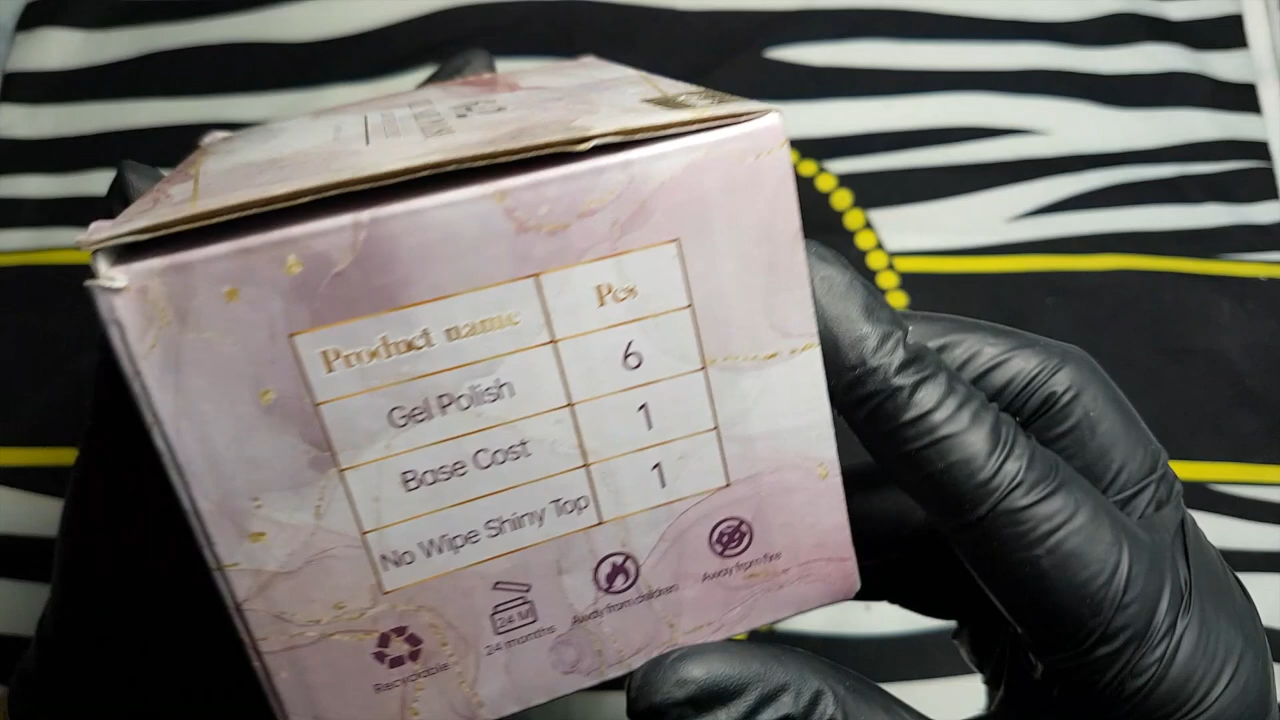 Product name Pcs
Gel Polish 6
Base Cost 1
No Wipe Shiny Top 1
24 M
Recyclable
24 months
Away from children
Away from fire